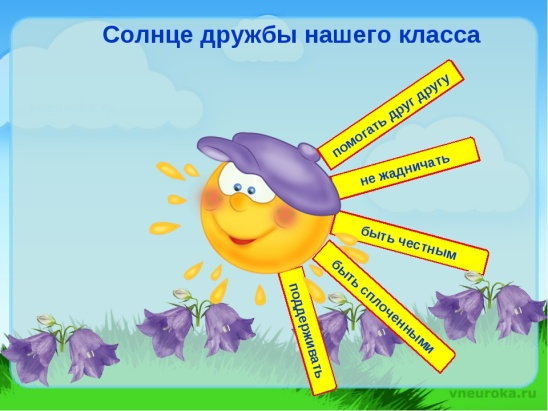 Солнце дружбы нашего класса
помогать друг другу
не жадничать
быть честным
быть сплоченными
поддерживать
vneuroka.ru